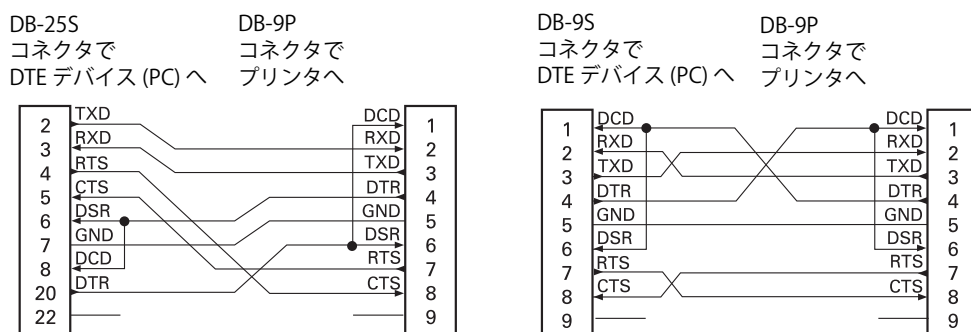 DB-25S
コネクタで
DTE デバイス (PC) へ
DB-9P
コネクタで
プリンタへ
2 TXD DCD 1
3 RXD RXD 2
4 RTS TXD 3
5 CTS DTR 4
6 DSR GND 5
7 GND DSR 6
8 DCD RTS 7
20 DTR CTS 8
22 9
DB-9S
コネクタで
DTE デバイス (PC) へ
DB-9P
コネクタで
プリンタへ
1 DCD DCD 1
2 RXD RXD 2
3 TXD TXD 3
4 DTR DTR 4
5 GND GND 5
6 DSR DSR 6
7 RTS RTS 7
8 CTS CTS 8
9 9